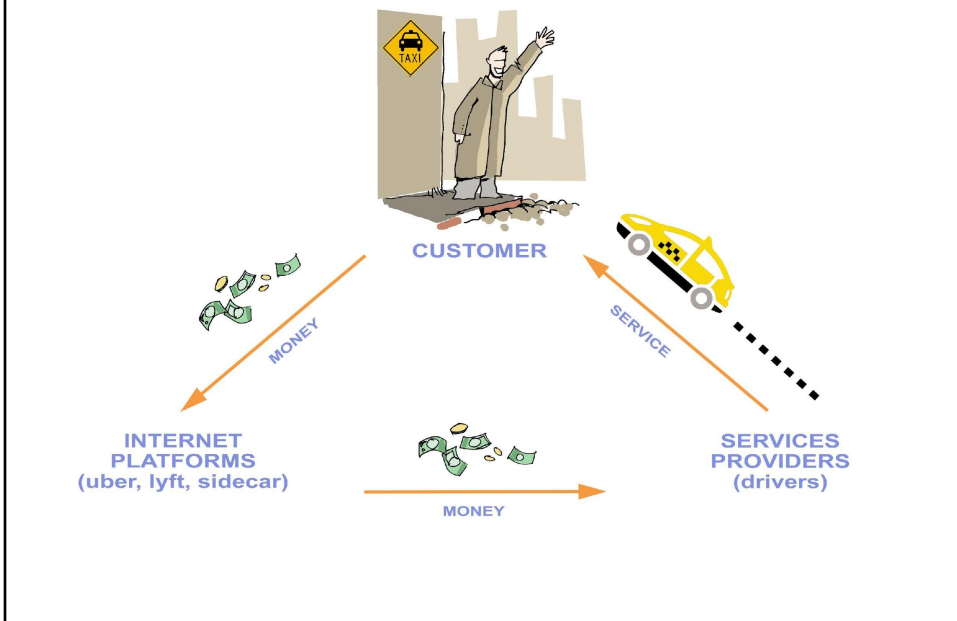 TAXI
CUSTOMER
MONEY
SERVICE
INTERNET
PLATFORMS
(uber, lyft, sidecar)
SERVICES
PROVIDERS
(drivers)
MONEY